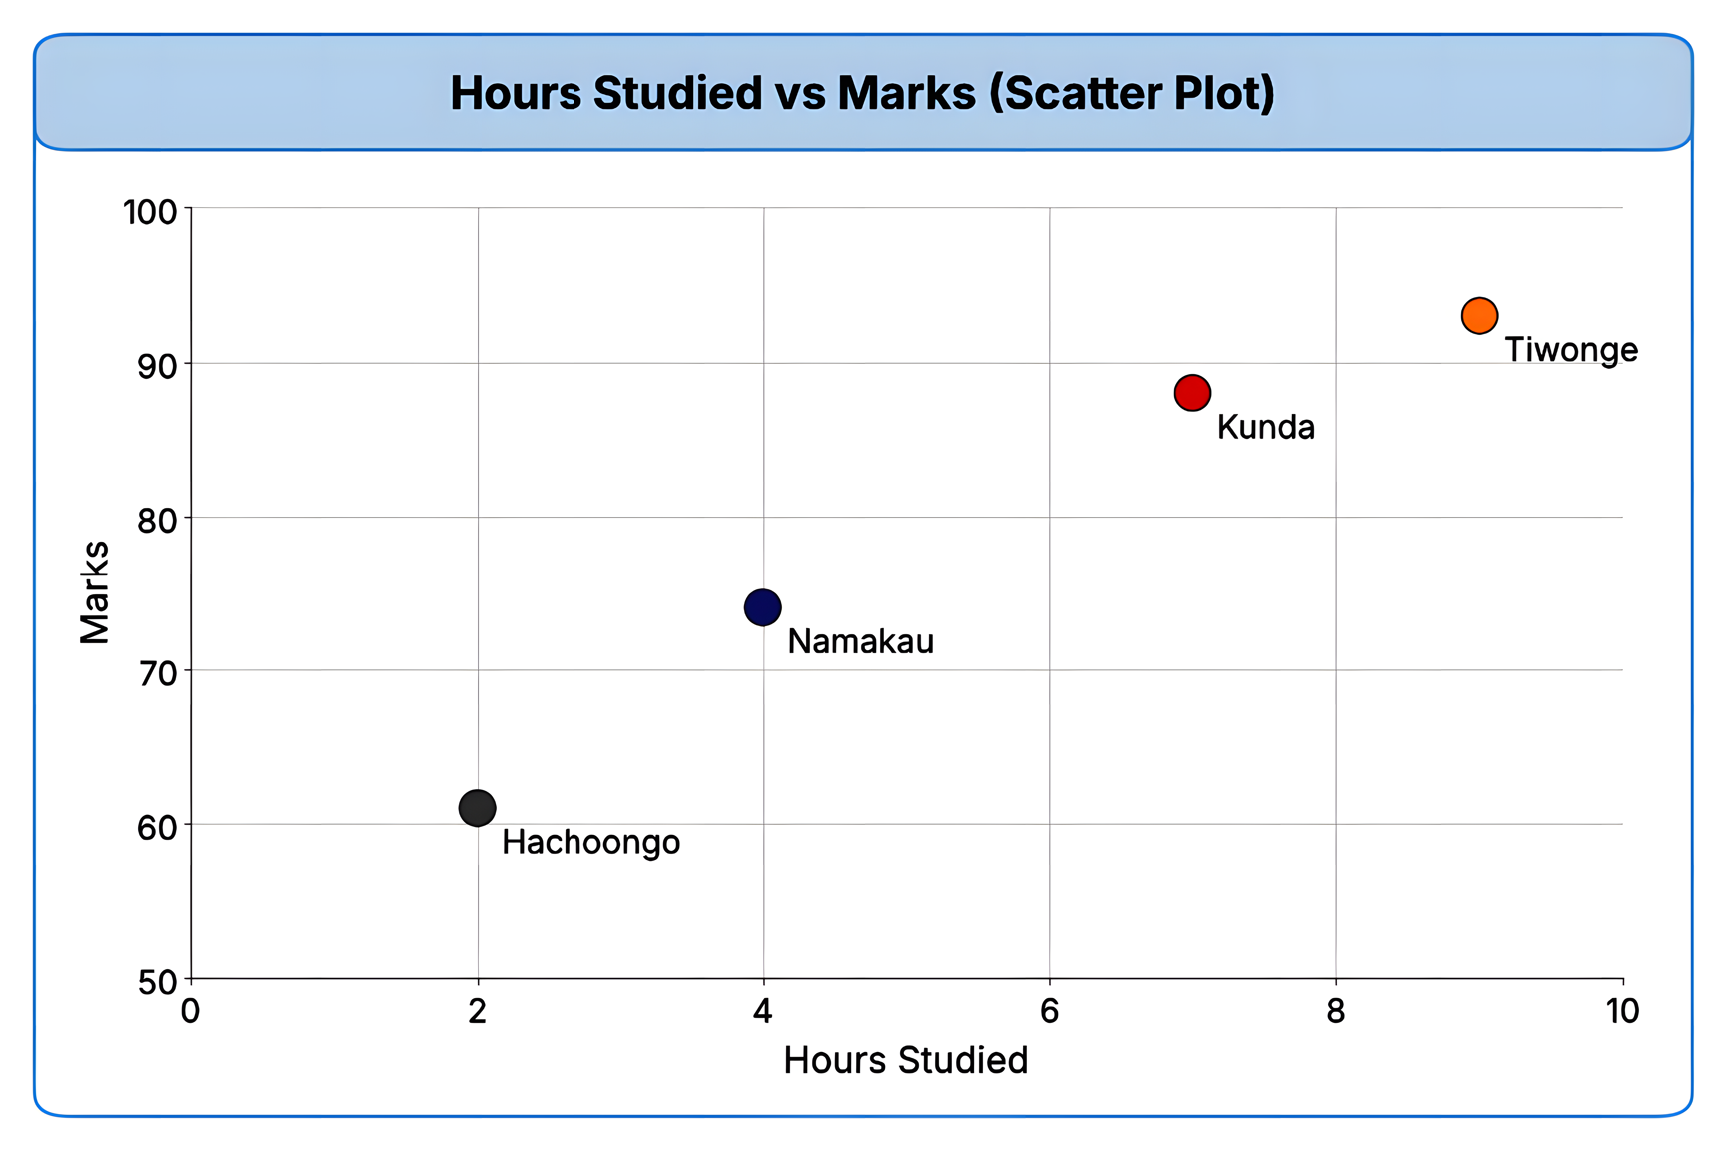 Hours Studied vs Marks (Scatter Plot)
100
90
80
70
60
50
Marks
Tiwonge
Kunda
Namakau
Hachoongo
0 2 4 6 8 10
Hours Studied